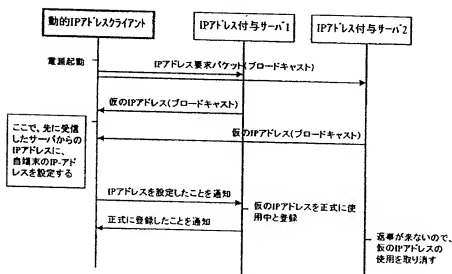 動的IPアドレスクライアント
IPアドレス付与サーバ1
IPアドレス付与サーバ2
電源起動
IPアドレス要求パケット(ブロードキャスト)
仮のIPアドレス(ブロードキャスト)
仮のIPアドレス(ブロードキャスト)
ここで、先に受信
したサーバからの
IPアドレスに、
自端末のIP-アド
レスを設定する
IPアドレスを設定したことを通知
仮のIPアドレスを正式に使
用中と登録
正式に登録したことを通知
返事が来ないので、
仮のIPアドレスの
使用を取り消す